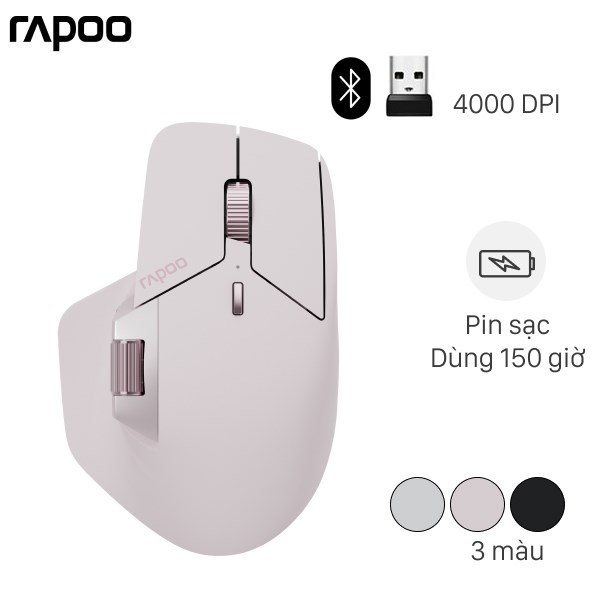 rapoo
4000 DPI
rapoo
Pin sạc
Dùng 150 giờ
3 màu